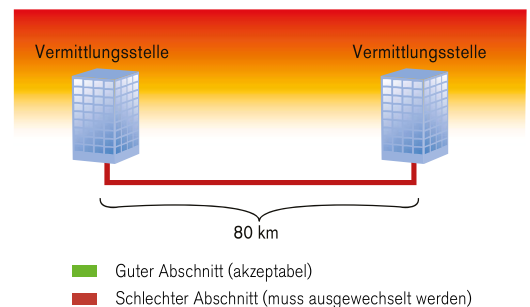 Vermittlungsstelle
Vermittlungsstelle
80 km
Guter Abschnitt (akzeptabel)
Schlechter Abschnitt (muss ausgewechselt werden)